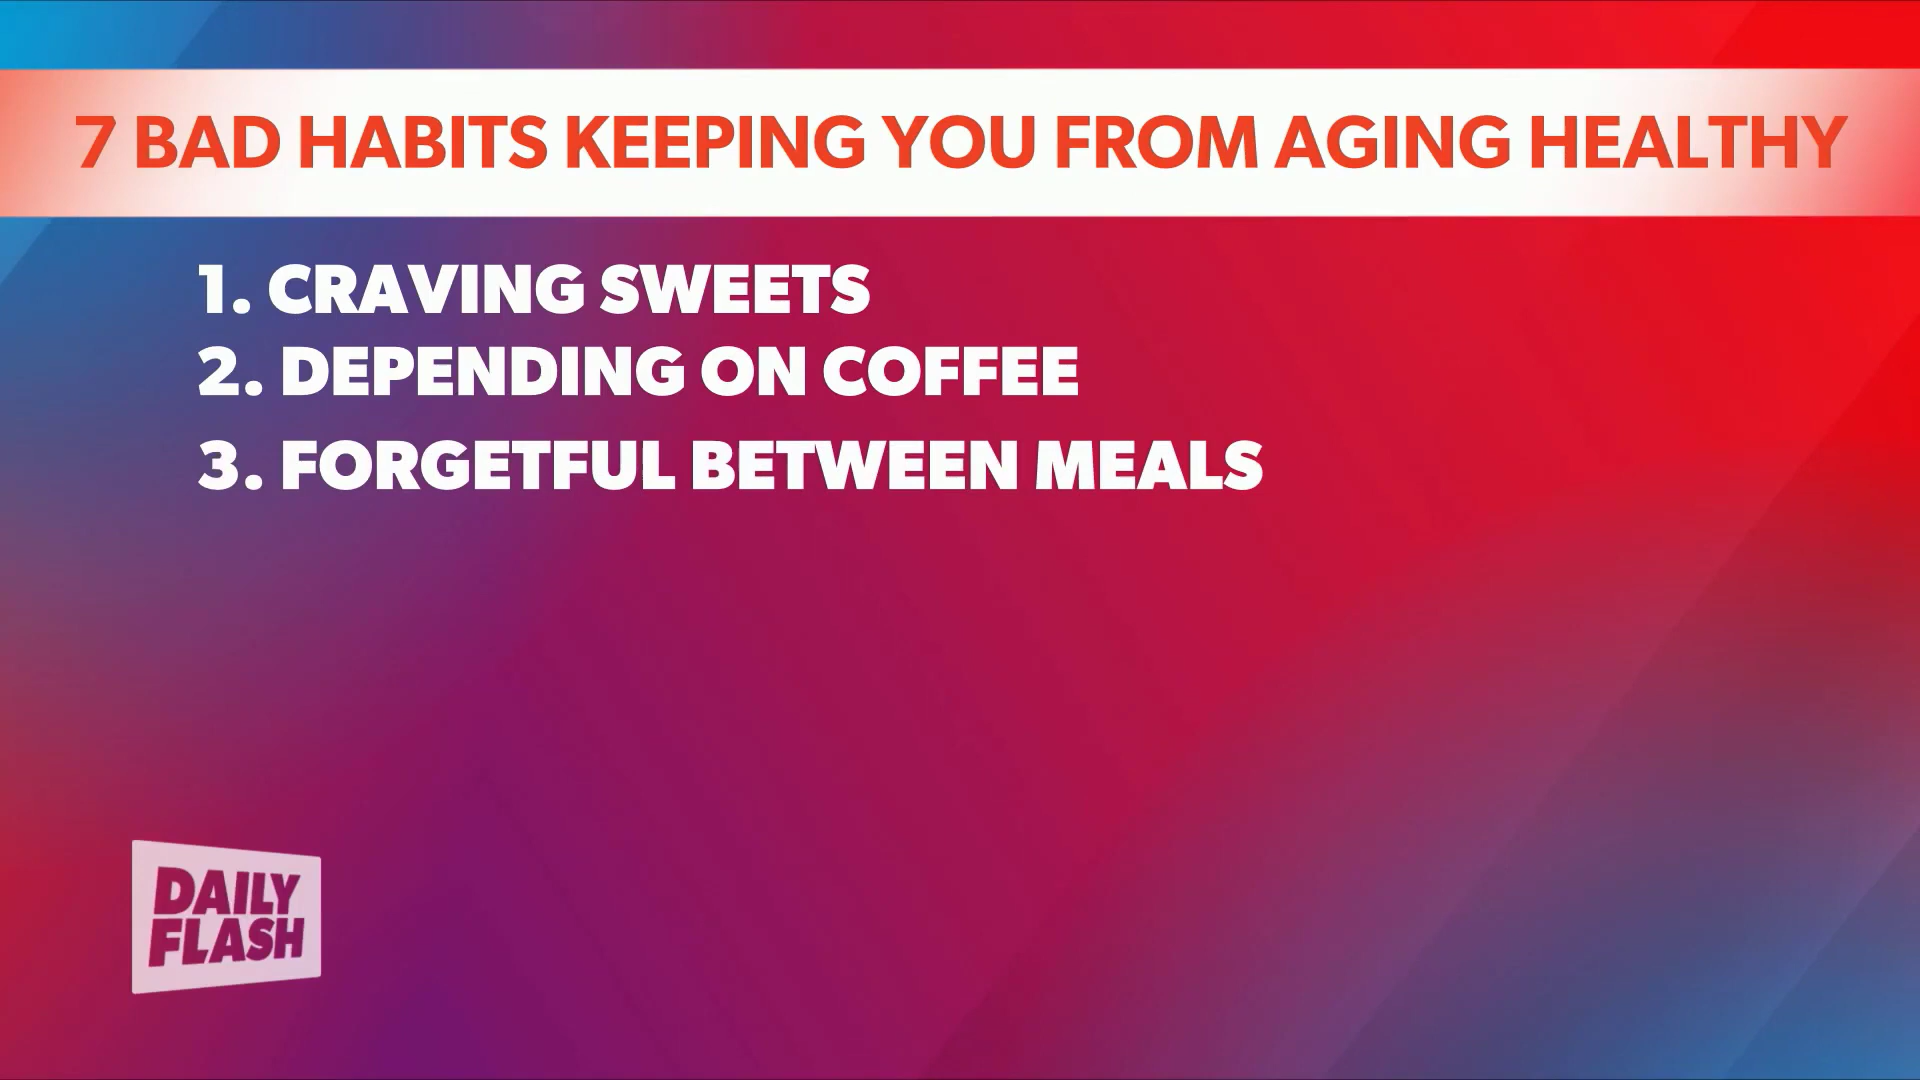 7 BAD HABITS KEEPING YOU FROM AGING HEALTHY
1. CRAVING SWEETS
2. DEPENDING ON COFFEE
3. FORGETFUL BETWEEN MEALS
DAILY
FLASH